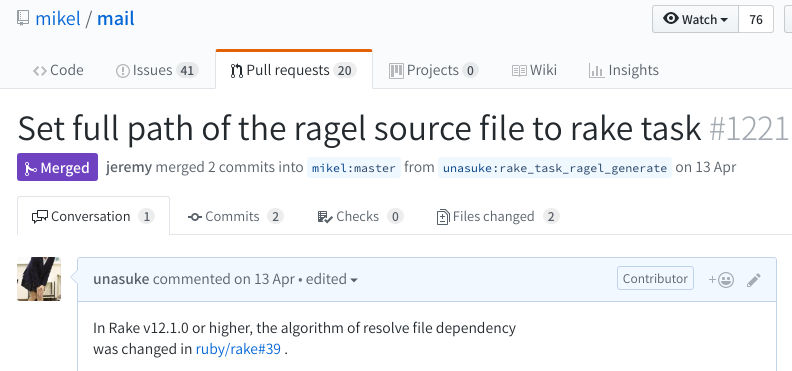 mikel / mail
Watch 76
Code Issues 41 Pull requests 20 Projects 0 Wiki Insights
Set full path of the ragel source file to rake task #1221
Merged jeremy merged 2 commits into mikel:master from unasuke:rake_task_ragel_generate on 13 Apr
Conversation 1 Commits 2 Checks 0 Files changed 2
unasuke commented on 13 Apr • edited Contributor +
In Rake v12.1.0 or higher, the algorithm of resolve file dependency
was changed in ruby/rake#39 .